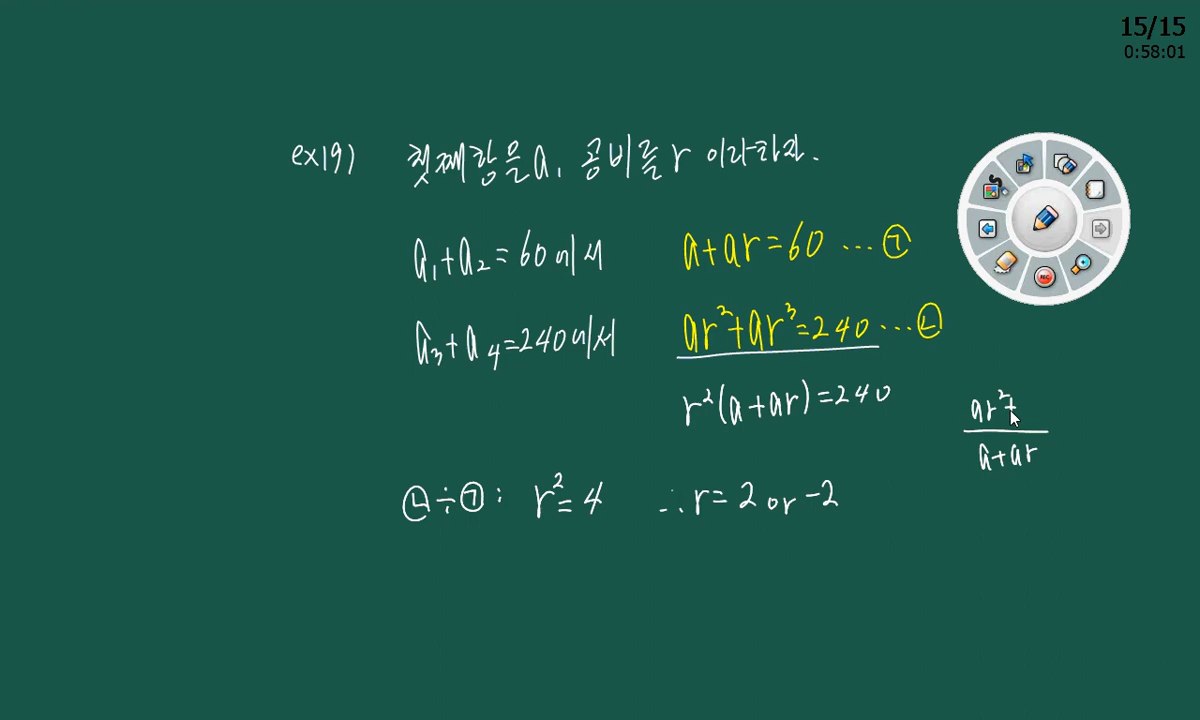 15/15
0:58:01
ex19) 첫째항을 a, 공비를 r 이라하자.
a₁+a₂=60에서 a+ar=60 ··· ㉠
a₃+a₄=240에서 ar²+ar³=240 ··· ㉡
r²(a+ar)=240
ar²+
a+ar
㉡÷㉠: r²=4 ∴r=2 or -2
REC